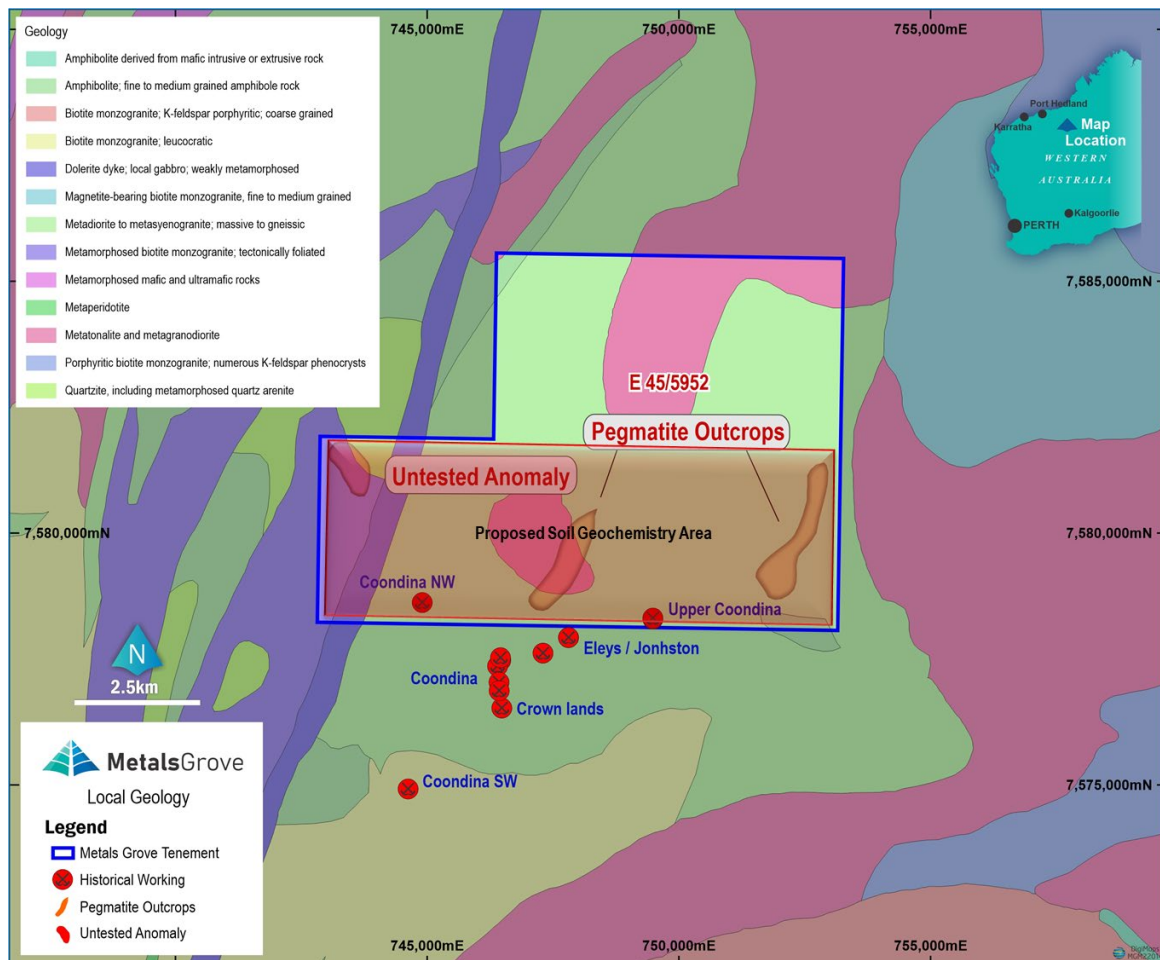 745,000mE
750,000mE
755,000mE
Geology
Amphibolite derived from mafic intrusive or extrusive rock
Amphibolite; fine to medium grained amphibole rock
Biotite monzogranite; K-feldspar porphyritic; coarse grained
Biotite monzogranite; leucocratic
Dolerite dyke; local gabbro; weakly metamorphosed
Magnetite-bearing biotite monzogranite, fine to medium grained
Metadiorite to metasyenogranite; massive to gneissic
Metamorphosed biotite monzogranite; tectonically foliated
Metamorphosed mafic and ultramafic rocks
Metaperidotite
Metatonalite and metagranodiorite
Porphyritic biotite monzogranite; numerous K-feldspar phenocrysts
Quartzite, including metamorphosed quartz arenite
Port Hedland
Karratha
Map
Location
WESTERN
AUSTRALIA
Kalgoorlie
PERTH
7,585,000mN
E 45/5952
Pegmatite Outcrops
Untested Anomaly
7,580,000mN
Proposed Soil Geochemistry Area
7,580,000mN
Coondina NW
Upper Coondina
Eleys / Jonhston
Coondina
Crown lands
N
2.5km
Coondina SW
7,575,000mN
MetalsGrove
Local Geology
Legend
Metals Grove Tenement
Historical Working
Pegmatite Outcrops
Untested Anomaly
745,000mE
750,000mE
755,000mE
DigiMaps